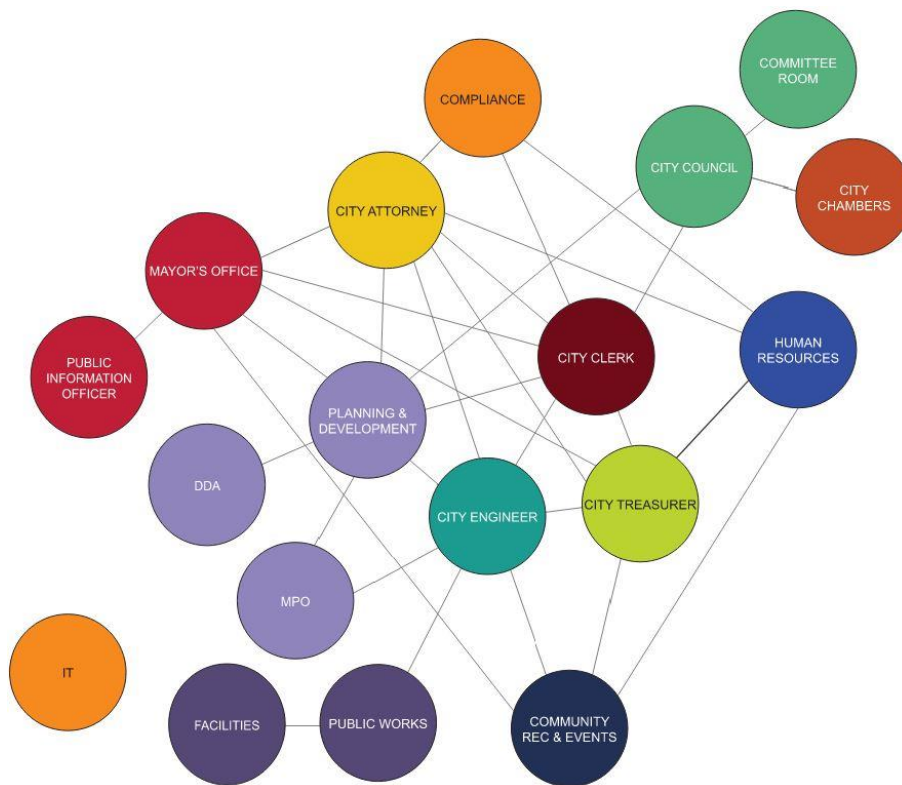 COMMITTEE
ROOM
COMPLIANCE
CITY COUNCIL
CITY
CHAMBERS
CITY ATTORNEY
MAYOR'S OFFICE
HUMAN
RESOURCES
CITY CLERK
PUBLIC
INFORMATION
OFFICER
PLANNING &
DEVELOPMENT
DDA
CITY ENGINEER
CITY TREASURER
MPO
IT
FACILITIES
PUBLIC WORKS
COMMUNITY
REC & EVENTS